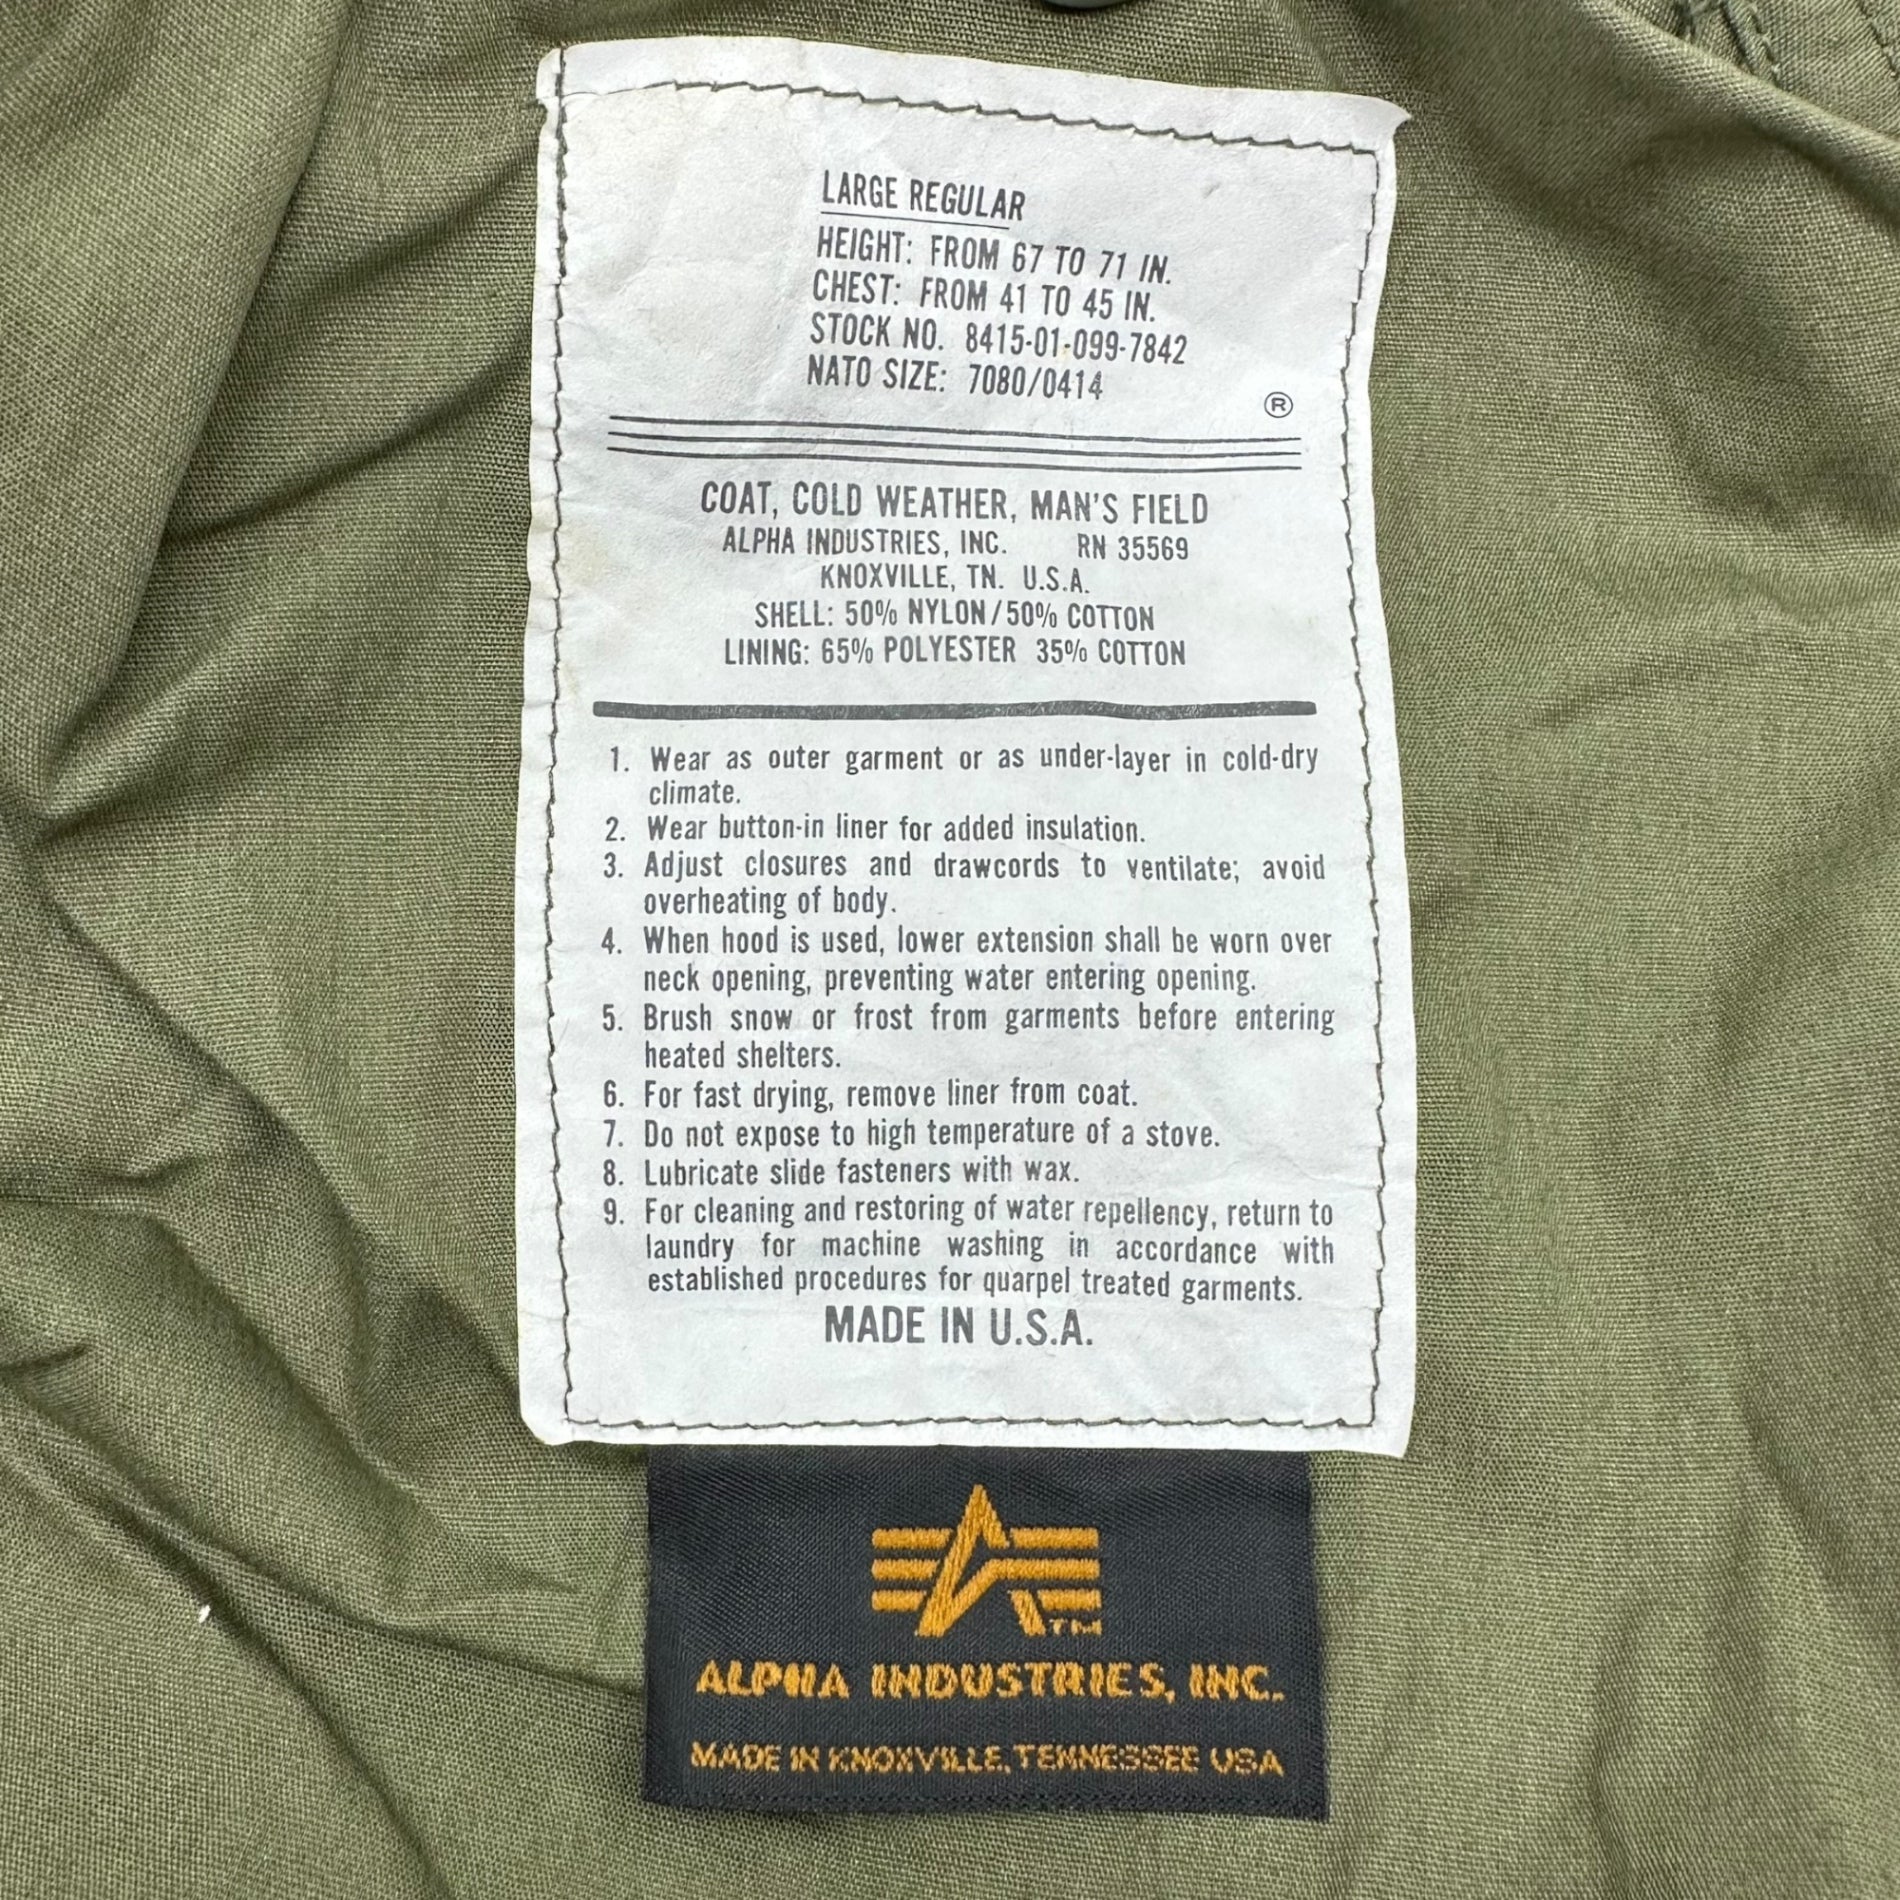 LARGE REGULAR
HEIGHT: FROM 67 TO 71 IN.
CHEST: FROM 41 TO 45 IN.
STOCK NO. 8415-01-099-7842
NATO SIZE: 7080/0414
®
COAT, COLD WEATHER, MAN'S FIELD
ALPHA INDUSTRIES, INC. RN 35569
KNOXVILLE, TN. U.S.A.
SHELL: 50% NYLON/50% COTTON
LINING: 65% POLYESTER 35% COTTON
1. Wear as outer garment or as under-layer in cold-dry
climate.
2. Wear button-in liner for added insulation.
3. Adjust closures and drawcords to ventilate; avoid
overheating of body.
4. When hood is used, lower extension shall be worn over
neck opening, preventing water entering opening.
5. Brush snow or frost from garments before entering
heated shelters.
6. For fast drying, remove liner from coat.
7. Do not expose to high temperature of a stove.
8. Lubricate slide fasteners with wax.
9. For cleaning and restoring of water repellency, return to
laundry for machine washing in accordance with
established procedures for quarpel treated garments.
MADE IN U.S.A.
TM
ALPHA INDUSTRIES, INC.
MADE IN KNOXVILLE, TENNESSEE USA